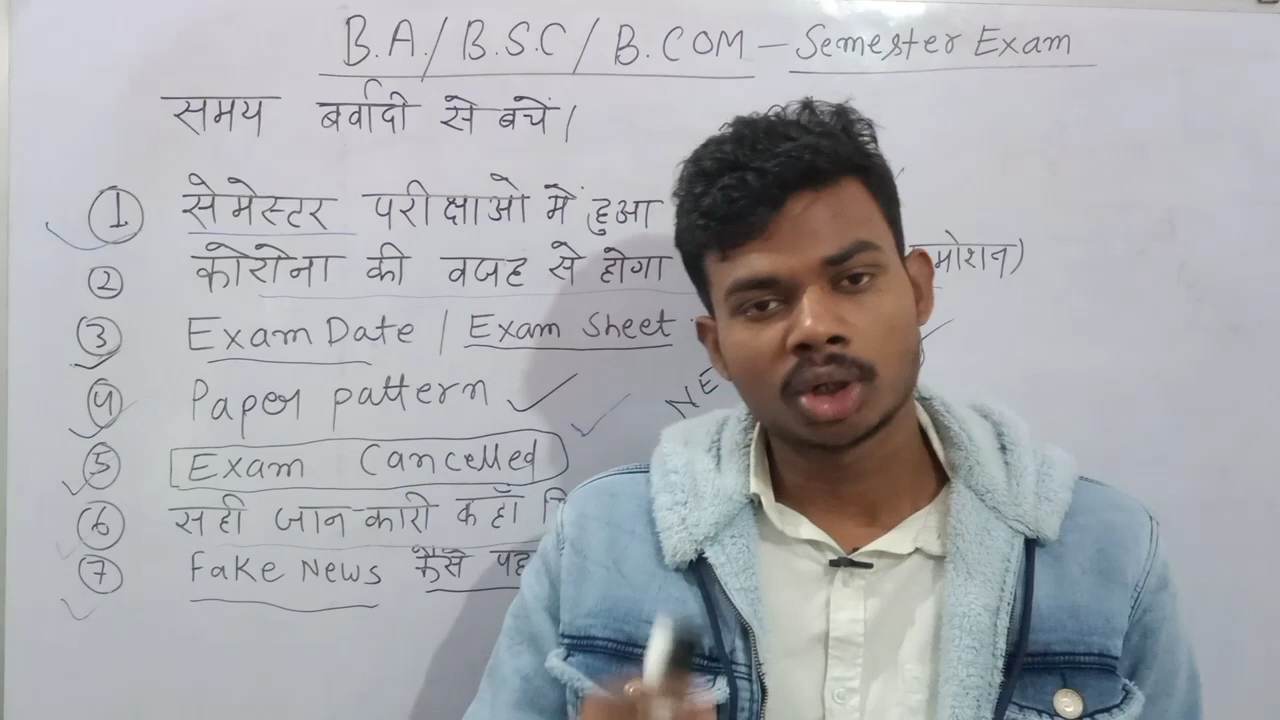 B.A./B.S.C/B.COM – Semester Exam
समय बर्वादी से बचें।
① सेमेस्टर परीक्षाओ में हुआ
② कोरोना की वजह से होगा मोशन)
③ Exam Date / Exam Sheet
④ Paper pattern ✓
⑤ Exam Cancelled
⑥ सही जानकारी कहाँ
⑦ Fake News कैसे